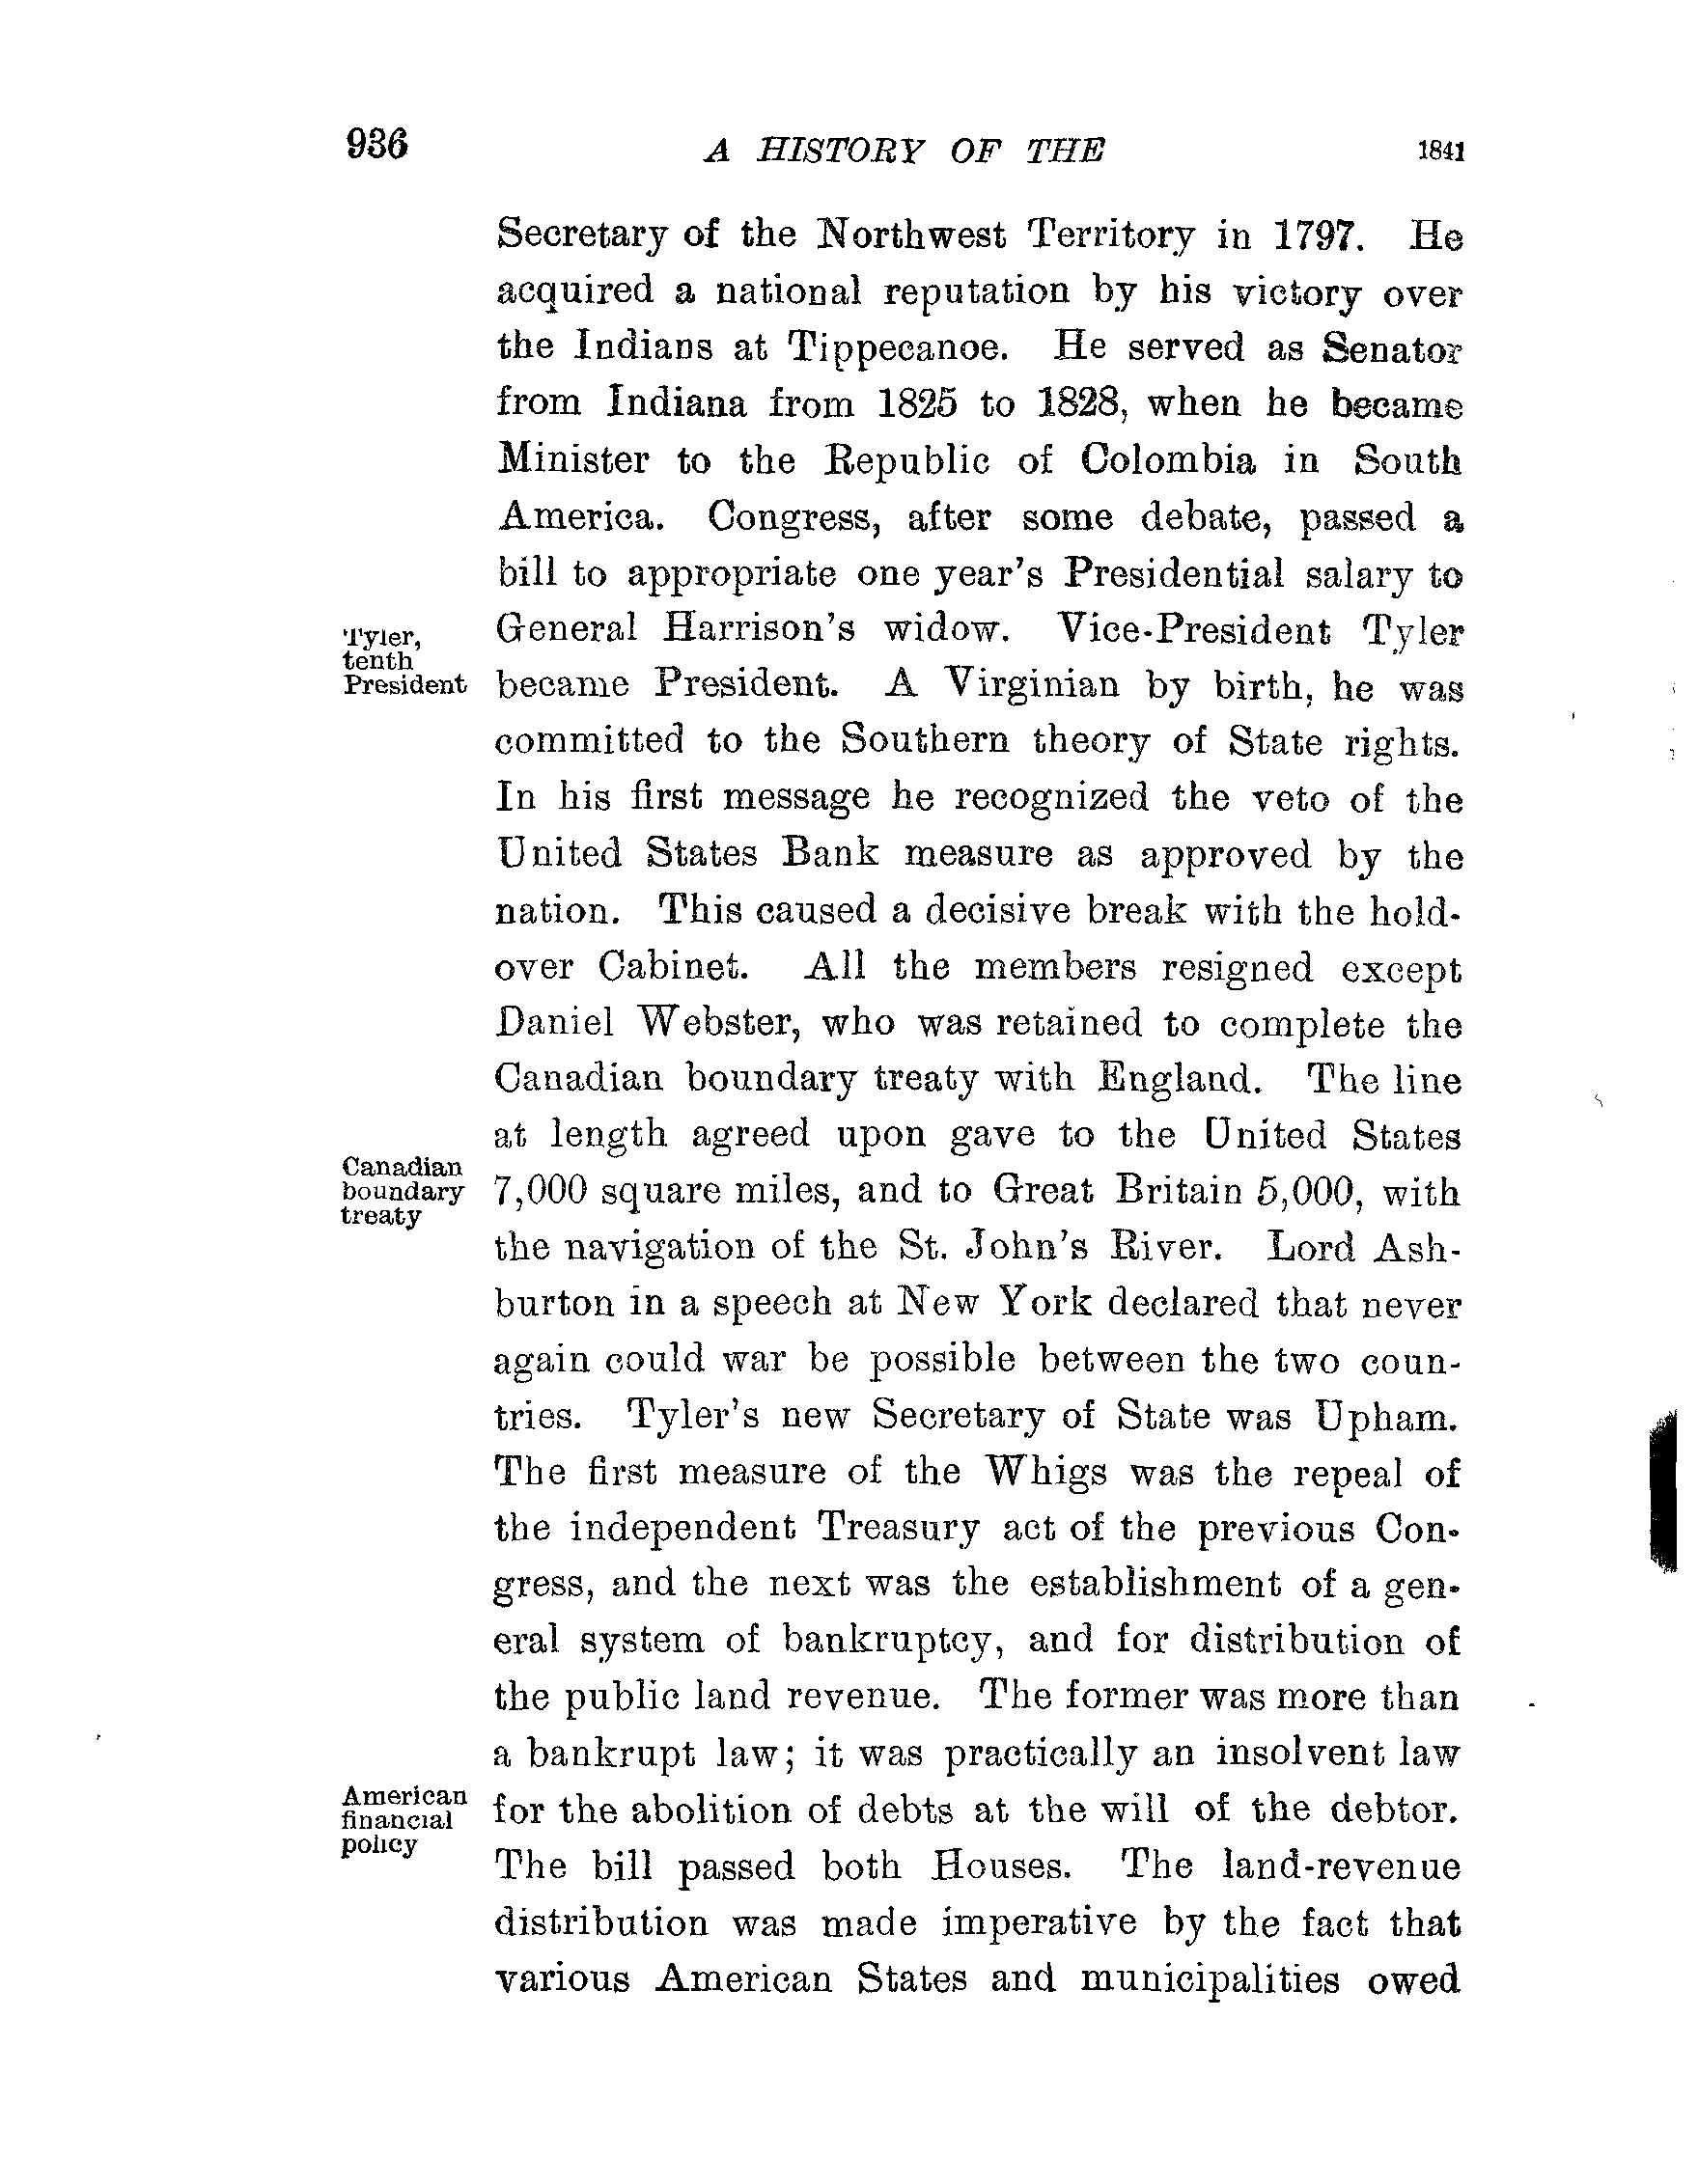 936
A HISTORY OF THE
1841
Secretary of the Northwest Territory in 1797. He
acquired a national reputation by his victory over
the Indians at Tippecanoe. He served as Senator
from Indiana from 1825 to 1828, when he became
Minister to the Republic of Colombia in South
America. Congress, after some debate, passed a
bill to appropriate one year's Presidential salary to
General Harrison's widow. Vice-President Tyler
Tyler,
tenth
President
became President. A Virginian by birth, he was
committed to the Southern theory of State rights.
In his first message he recognized the veto of the
United States Bank measure as approved by the
nation. This caused a decisive break with the hold-
over Cabinet. All the members resigned except
Daniel Webster, who was retained to complete the
Canadian boundary treaty with England. The line
at length agreed upon gave to the United States
Canadian
boundary
treaty
7,000 square miles, and to Great Britain 5,000, with
the navigation of the St. John's River. Lord Ash-
burton in a speech at New York declared that never
again could war be possible between the two coun-
tries. Tyler's new Secretary of State was Upham.
The first measure of the Whigs was the repeal of
the independent Treasury act of the previous Con-
gress, and the next was the establishment of a gen-
eral system of bankruptcy, and for distribution of
the public land revenue. The former was more than
a bankrupt law; it was practically an insolvent law
American
financial
policy
for the abolition of debts at the will of the debtor.
The bill passed both Houses. The land-revenue
distribution was made imperative by the fact that
various American States and municipalities owed